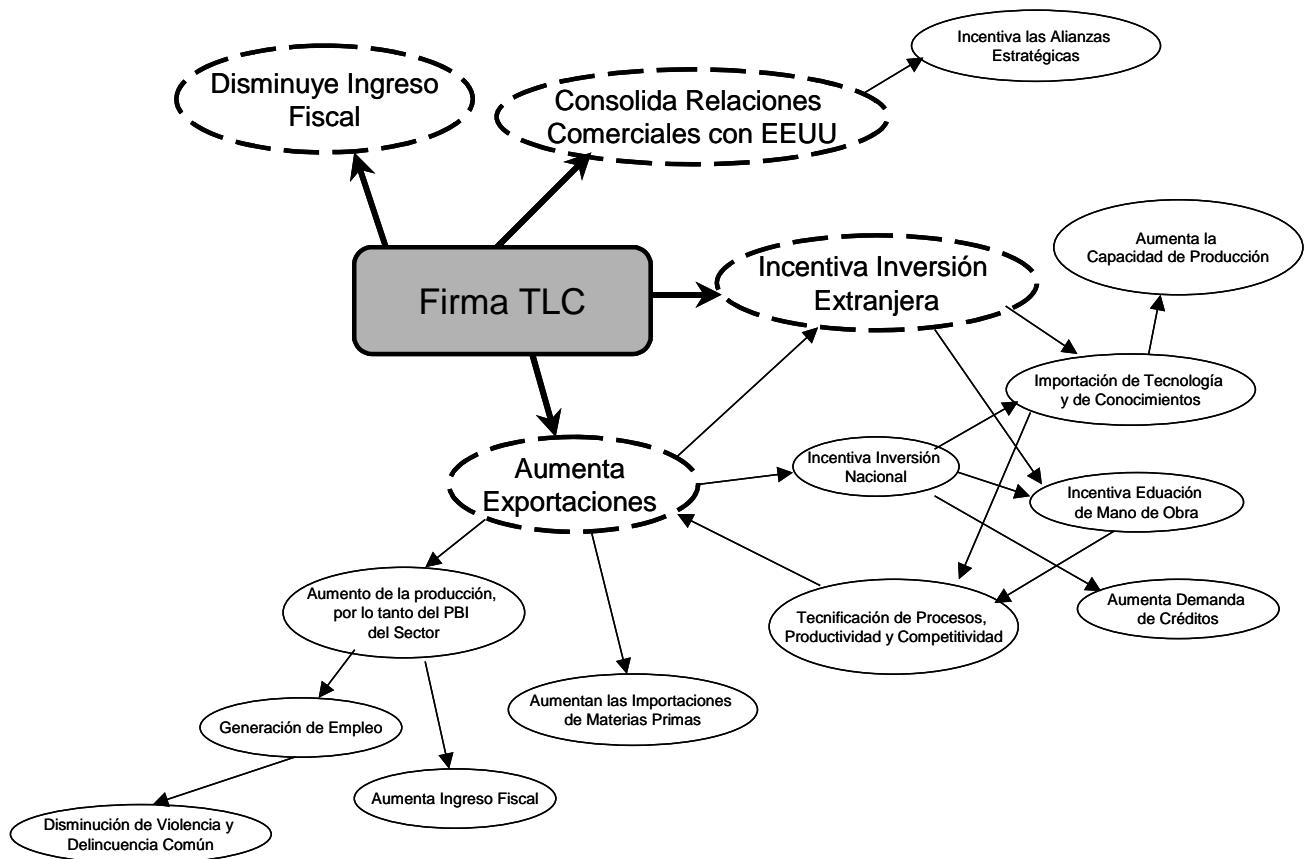 Incentiva las Alianzas
Estratégicas
Disminuye Ingreso
Fiscal
Consolida Relaciones
Comerciales con EEUU
Aumenta la
Capacidad de Producción
Incentiva Inversión
Extranjera
Firma TLC
Importación de Tecnología
y de Conocimientos
Aumenta
Exportaciones
Incentiva Inversión
Nacional
Incentiva Eduación
de Mano de Obra
Aumento de la producción,
por lo tanto del PBI
del Sector
Tecnificación de Procesos,
Productividad y Competitividad
Aumenta Demanda
de Créditos
Aumentan las Importaciones
de Materias Primas
Generación de Empleo
Aumenta Ingreso Fiscal
Disminución de Violencia y
Delincuencia Común